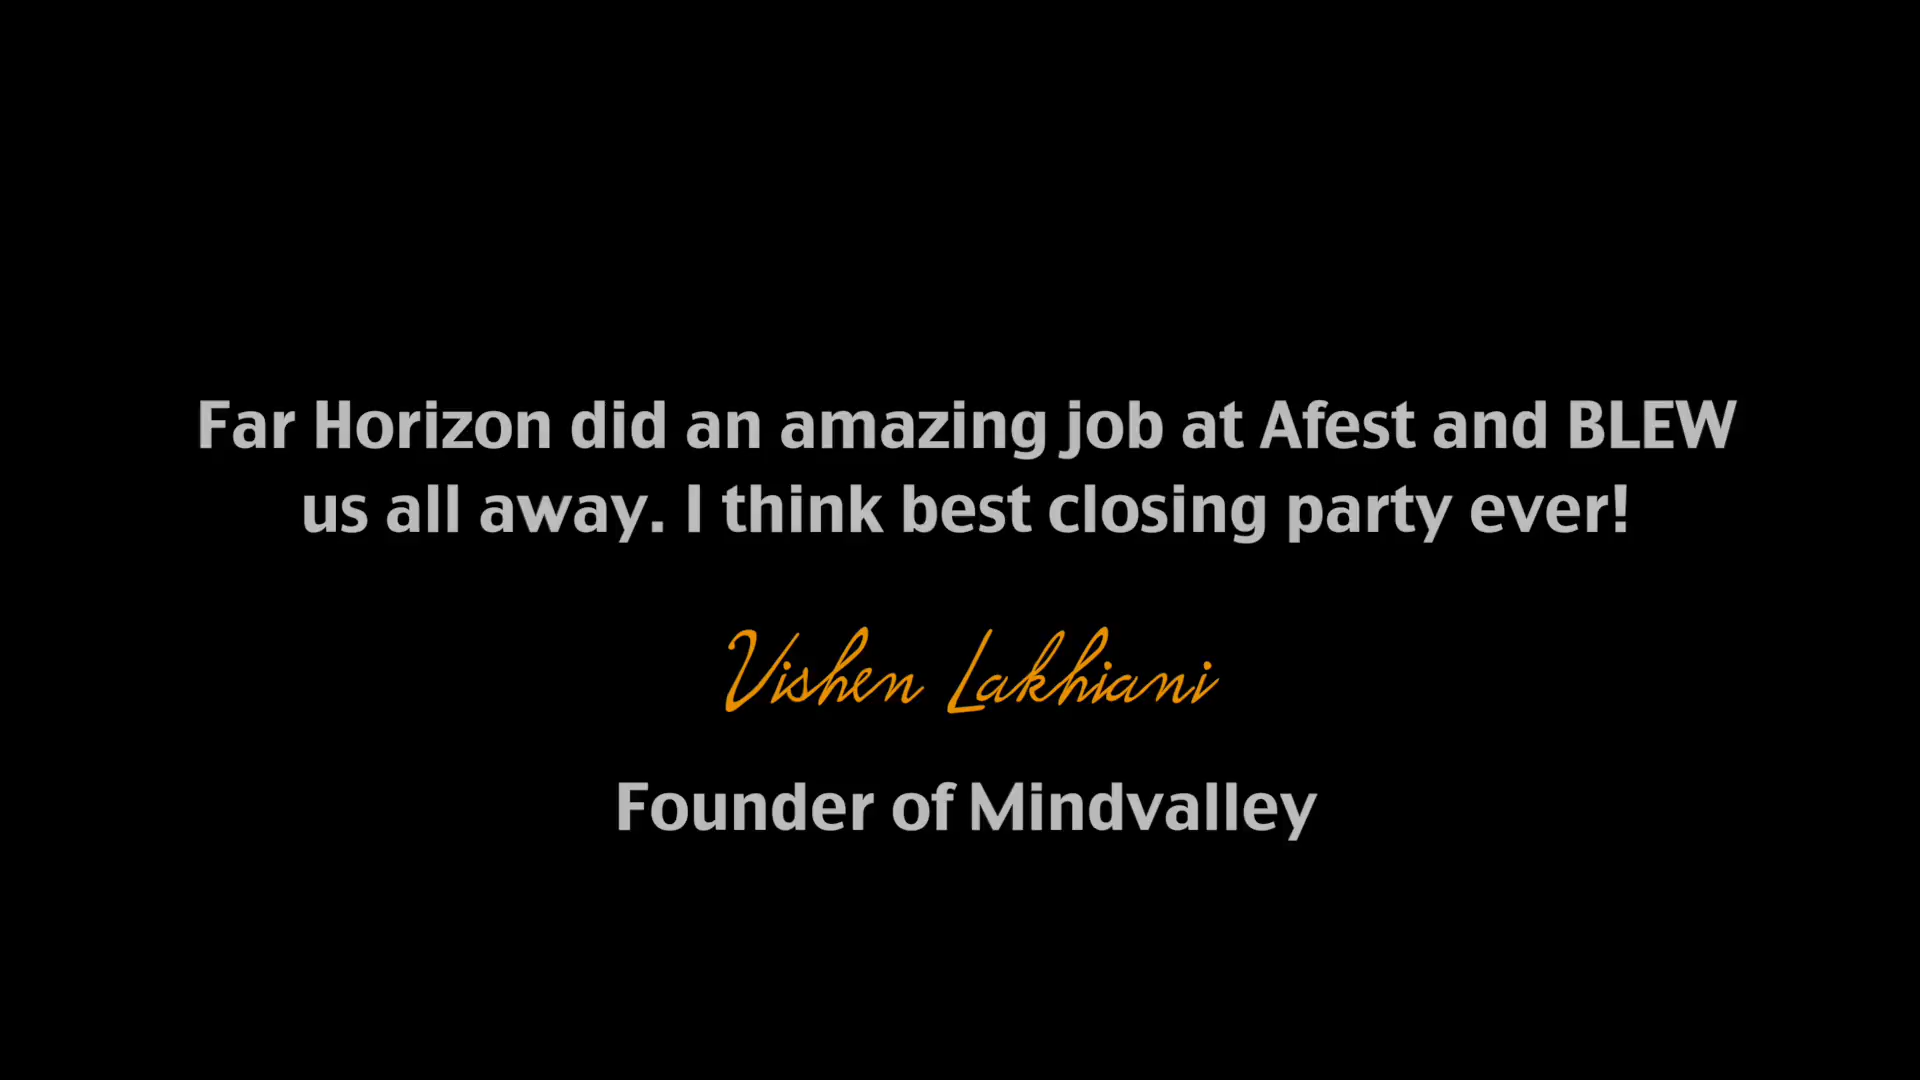 Far Horizon did an amazing job at Afest and BLEW
us all away. I think best closing party ever!
Vishen Lakhiani
Founder of Mindvalley